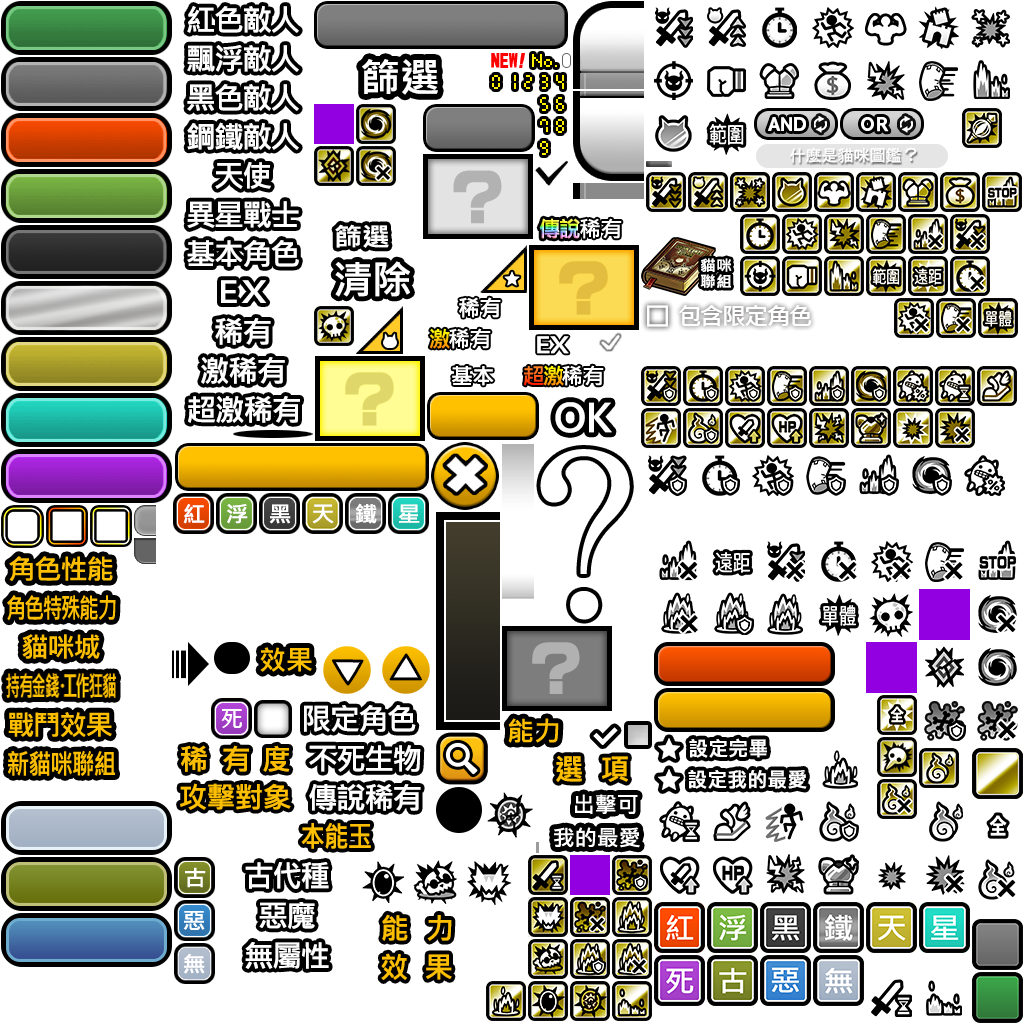 紅色敵人
飄浮敵人
黑色敵人
鋼鐵敵人
天使
異星戰士
基本角色
EX
稀有
激稀有
超激稀有
篩選
NEW! No.0
01234
56
98
78
9
篩選
清除
傳說稀有
稀有
激稀有
EX
基本
超激稀有
OK
?
?
?
?
?
AND
OR
範圍
什麼是貓咪圖鑑？
STOP
貓咪
聯組
範圍
遠距
單體
包含限定角色
HP
紅
浮
黑
天
鐵
星
角色性能
角色特殊能力
貓咪城
持有金錢·工作狂貓
戰鬥效果
新貓咪聯組
效果
死
限定角色
稀有度
不死生物
攻擊對象
傳說稀有
本能玉
能力
選項
出擊可
我的最愛
遠距
STOP
單體
全
設定完畢
設定我的最愛
全
HP
古
惡
無
古代種
惡魔
無屬性
能力
效果
紅
浮
黑
鐵
天
星
死
古
惡
無